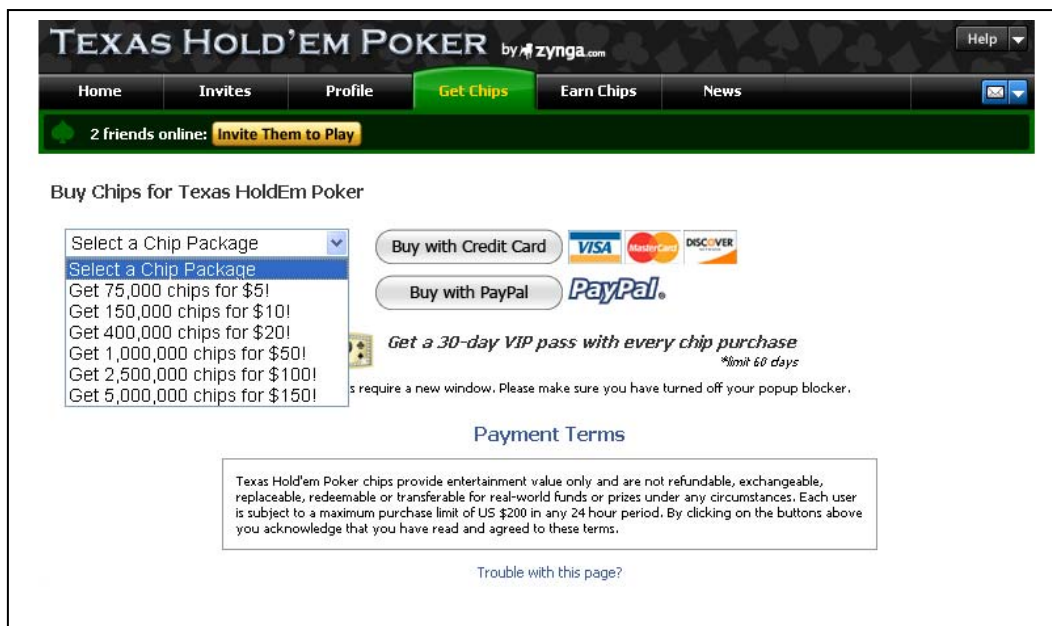 TEXAS HOLD'EM POKER by zynga.com
Help
Home Invites Profile Get Chips Earn Chips News
2 friends online: Invite Them to Play
Buy Chips for Texas HoldEm Poker
Select a Chip Package Buy with Credit Card VISA MasterCard DISCOVER
Select a Chip Package
Get 75,000 chips for $5! Buy with PayPal PayPal
Get 150,000 chips for $10!
Get 400,000 chips for $20! Get a 30-day VIP pass with every chip purchase
Get 1,000,000 chips for $50! *limit 60 days
Get 2,500,000 chips for $100!
Get 5,000,000 chips for $150! s require a new window. Please make sure you have turned off your popup blocker.
Payment Terms
Texas Hold'em Poker chips provide entertainment value only and are not refundable, exchangeable,
replaceable, redeemable or transferable for real-world funds or prizes under any circumstances. Each user
is subject to a maximum purchase limit of US $200 in any 24 hour period. By clicking on the buttons above
you acknowledge that you have read and agreed to these terms.
Trouble with this page?